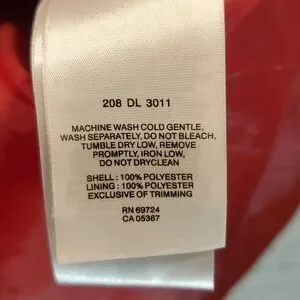 208 DL 3011
MACHINE WASH COLD GENTLE,
WASH SEPARATELY, DO NOT BLEACH,
TUMBLE DRY LOW, REMOVE
PROMPTLY, IRON LOW,
DO NOT DRYCLEAN
SHELL : 100% POLYESTER
LINING : 100% POLYESTER
EXCLUSIVE OF TRIMMING
RN 69724
CA 05367